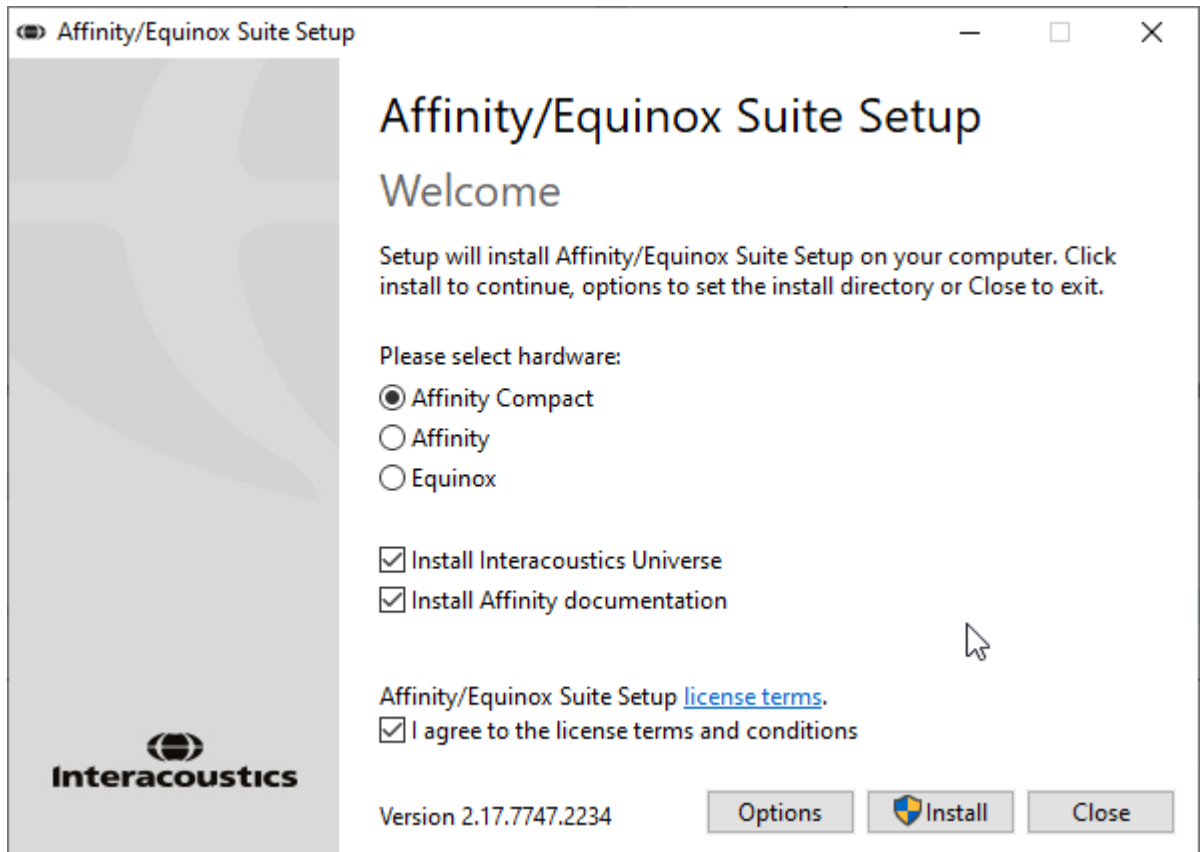 Affinity/Equinox Suite Setup
Affinity/Equinox Suite Setup
Welcome
Setup will install Affinity/Equinox Suite Setup on your computer. Click
install to continue, options to set the install directory or Close to exit.
Please select hardware:
Affinity Compact
Affinity
Equinox
Install Interacoustics Universe
Install Affinity documentation
Affinity/Equinox Suite Setup license terms.
I agree to the license terms and conditions
Interacoustics
Version 2.17.7747.2234
Options
Install
Close